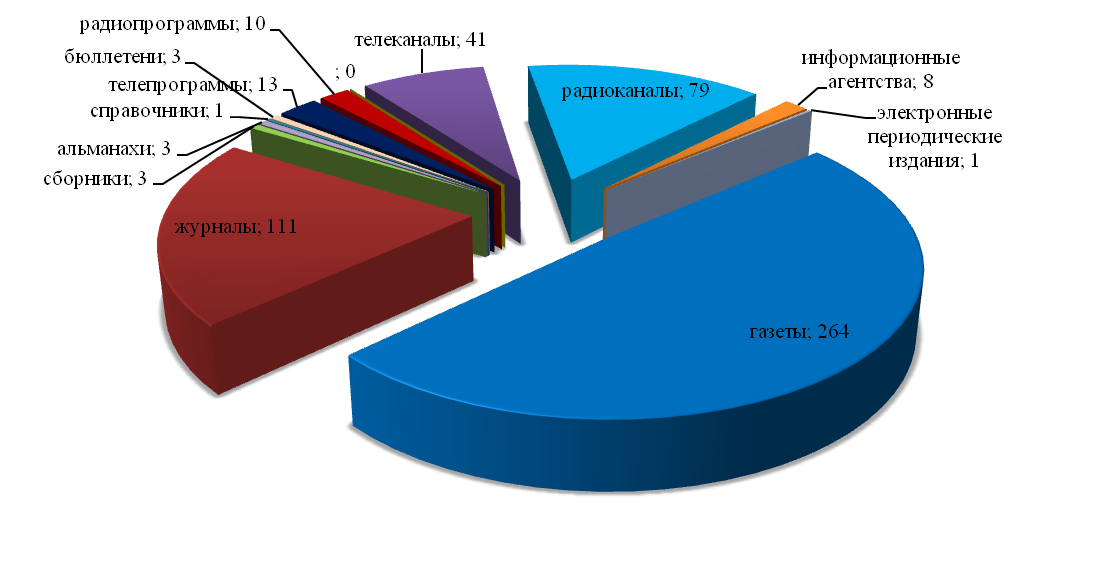 радиопрограммы; 10
телеканалы; 41
бюллетени; 3
; 0
телепрограммы; 13
справочники; 1
альманахи; 3
сборники; 3
журналы; 111
радиоканалы; 79
информационные
агентства; 8
электронные
периодические
издания; 1
газеты; 264